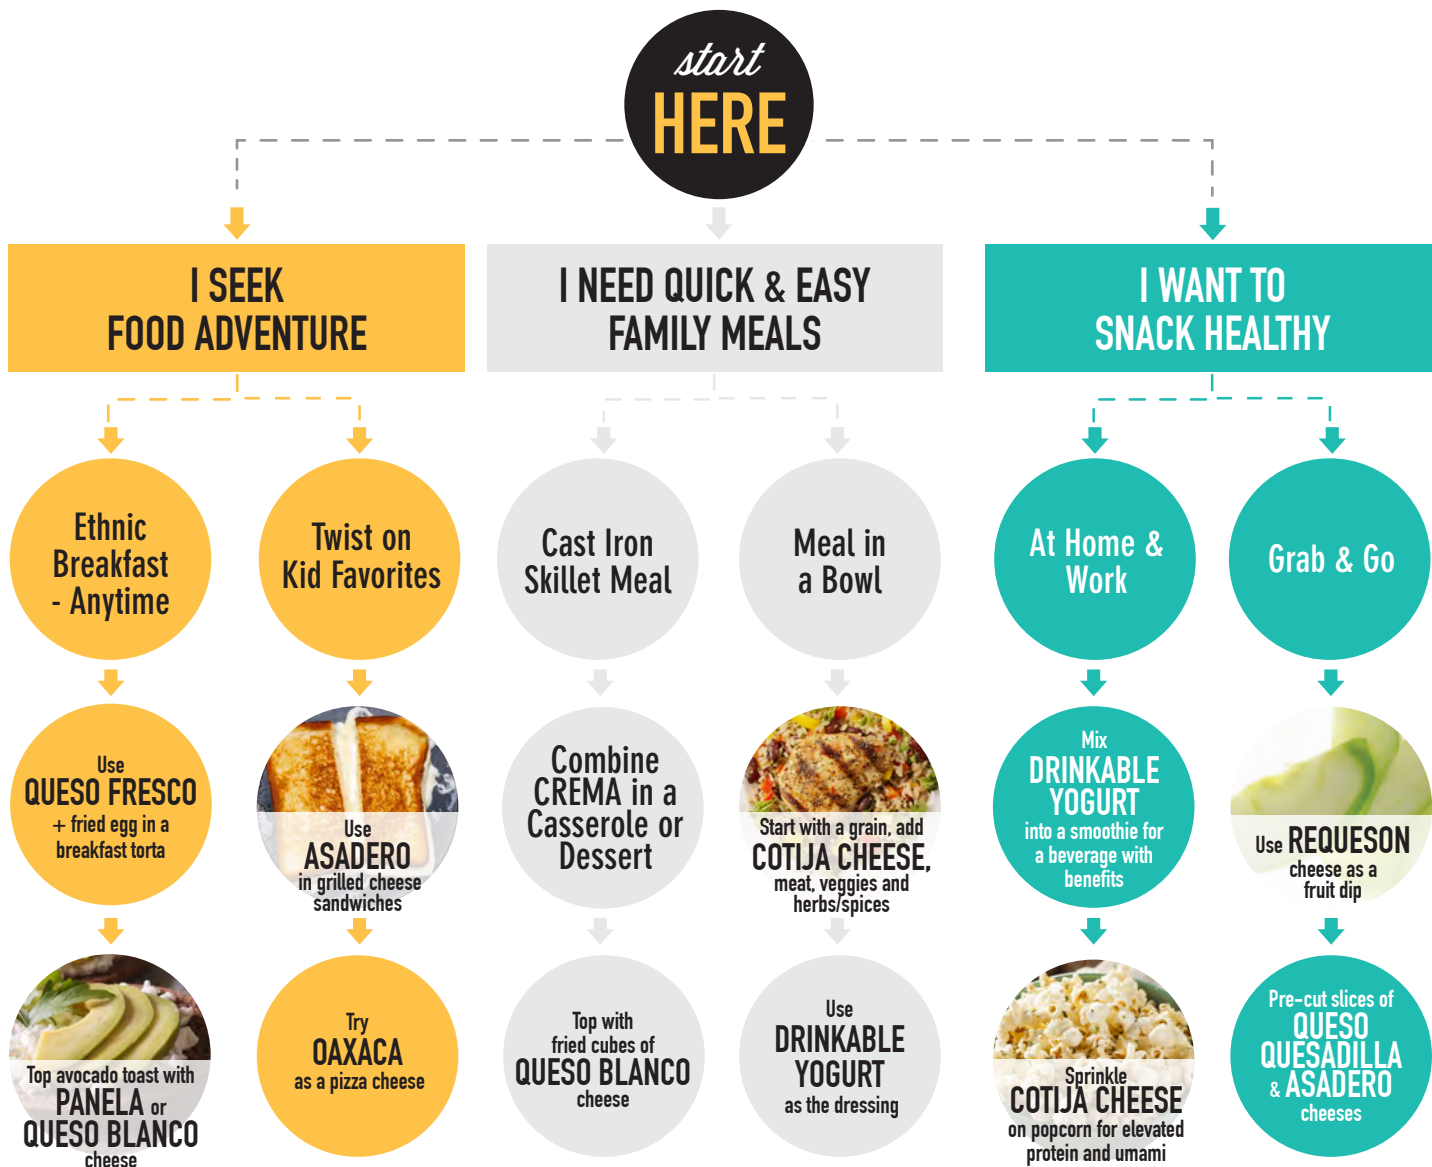 start
HERE
I SEEK
FOOD ADVENTURE
I NEED QUICK & EASY
FAMILY MEALS
I WANT TO
SNACK HEALTHY
Ethnic
Breakfast
- Anytime
Twist on
Kid Favorites
Cast Iron
Skillet Meal
Meal in
a Bowl
At Home &
Work
Grab & Go
Use
QUESO FRESCO
+ fried egg in a
breakfast torta
Use
ASADERO
in grilled cheese
sandwiches
Combine
CREMA in a
Casserole or
Dessert
Start with a grain, add
COTIJA CHEESE,
meat, veggies and
herbs/spices
Mix
DRINKABLE
YOGURT
into a smoothie for
a beverage with
benefits
Use REQUESON
cheese as a
fruit dip
Top avocado toast with
PANELA or
QUESO BLANCO
cheese
Try
OAXACA
as a pizza cheese
Top with
fried cubes of
QUESO BLANCO
cheese
Use
DRINKABLE
YOGURT
as the dressing
Sprinkle
COTIJA CHEESE
on popcorn for elevated
protein and umami
Pre-cut slices of
QUESO
QUESADILLA
& ASADERO
cheeses